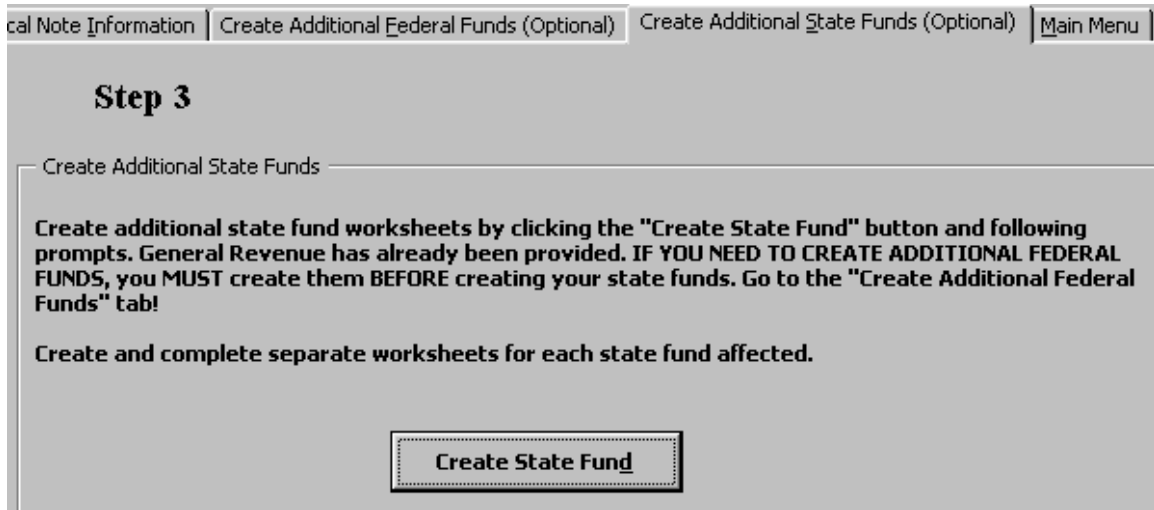 cal Note Information Create Additional Federal Funds (Optional) Create Additional State Funds (Optional) Main Menu
Step 3
Create Additional State Funds
Create additional state fund worksheets by clicking the "Create State Fund" button and following
prompts. General Revenue has already been provided. IF YOU NEED TO CREATE ADDITIONAL FEDERAL
FUNDS, you MUST create them BEFORE creating your state funds. Go to the "Create Additional Federal
Funds" tab!
Create and complete separate worksheets for each state fund affected.
Create State Fund